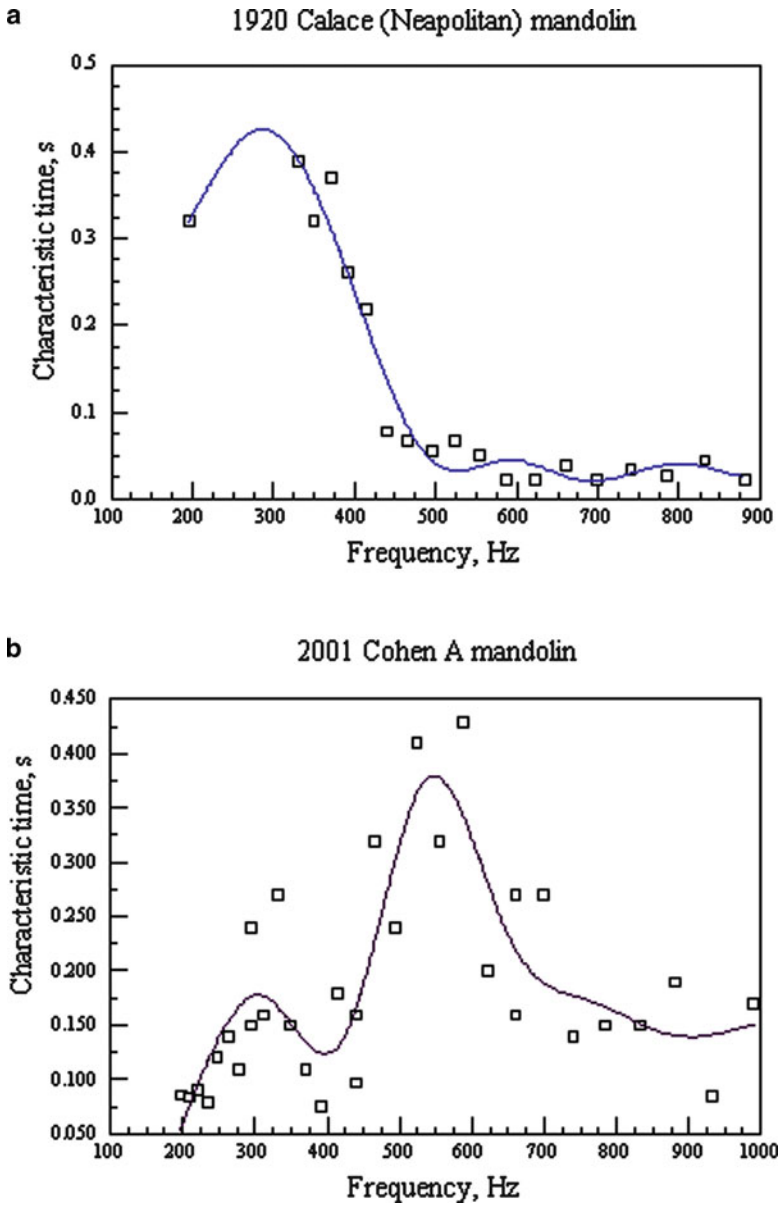 a
1920 Calace (Neapolitan) mandolin
0.5
0.4
0.3
0.2
0.1
0.0
Characteristic time, s
100 200 300 400 500 600 700 800 900
Frequency, Hz
b
2001 Cohen A mandolin
0.450
0.400
0.350
0.300
0.250
0.200
0.150
0.100
0.050
Characteristic time, s
100 200 300 400 500 600 700 800 900 1000
Frequency, Hz